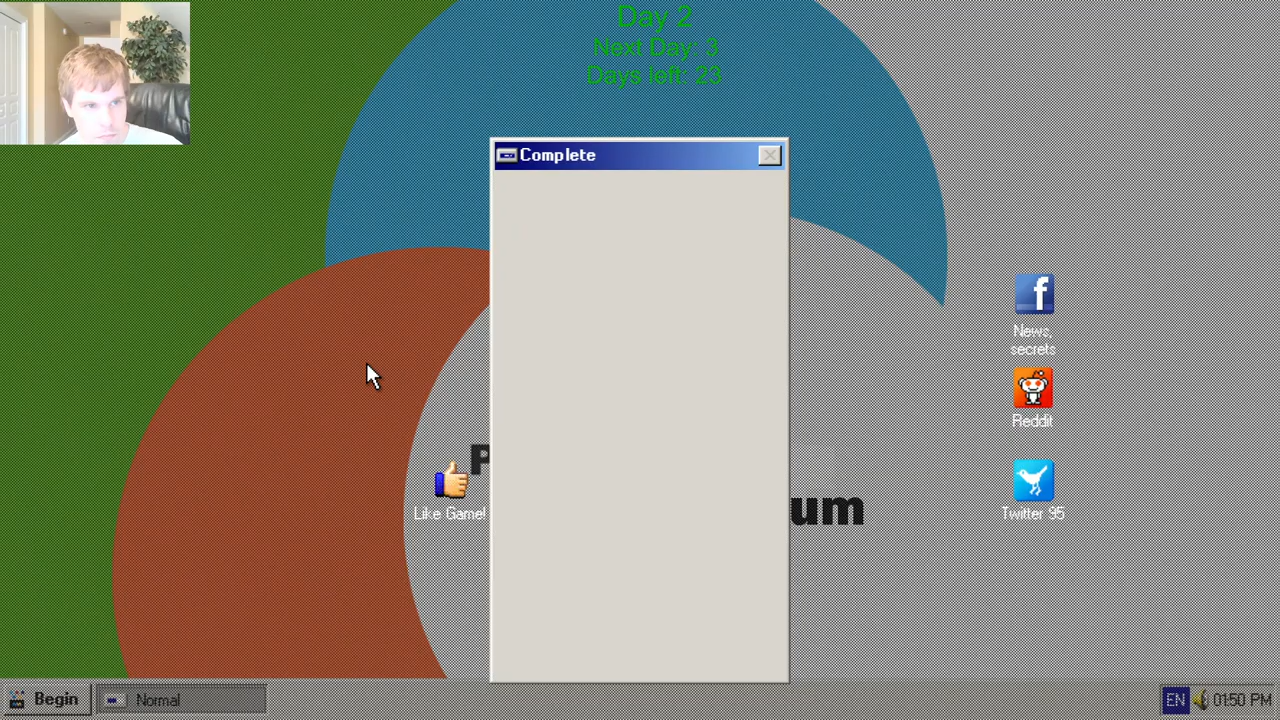 Day 2
Next Day: 3
Days left: 23
Complete
News,
secrets
Reddit
P
um
Like Game!
Twitter 95
Begin
Normal
EN
01:50 PM